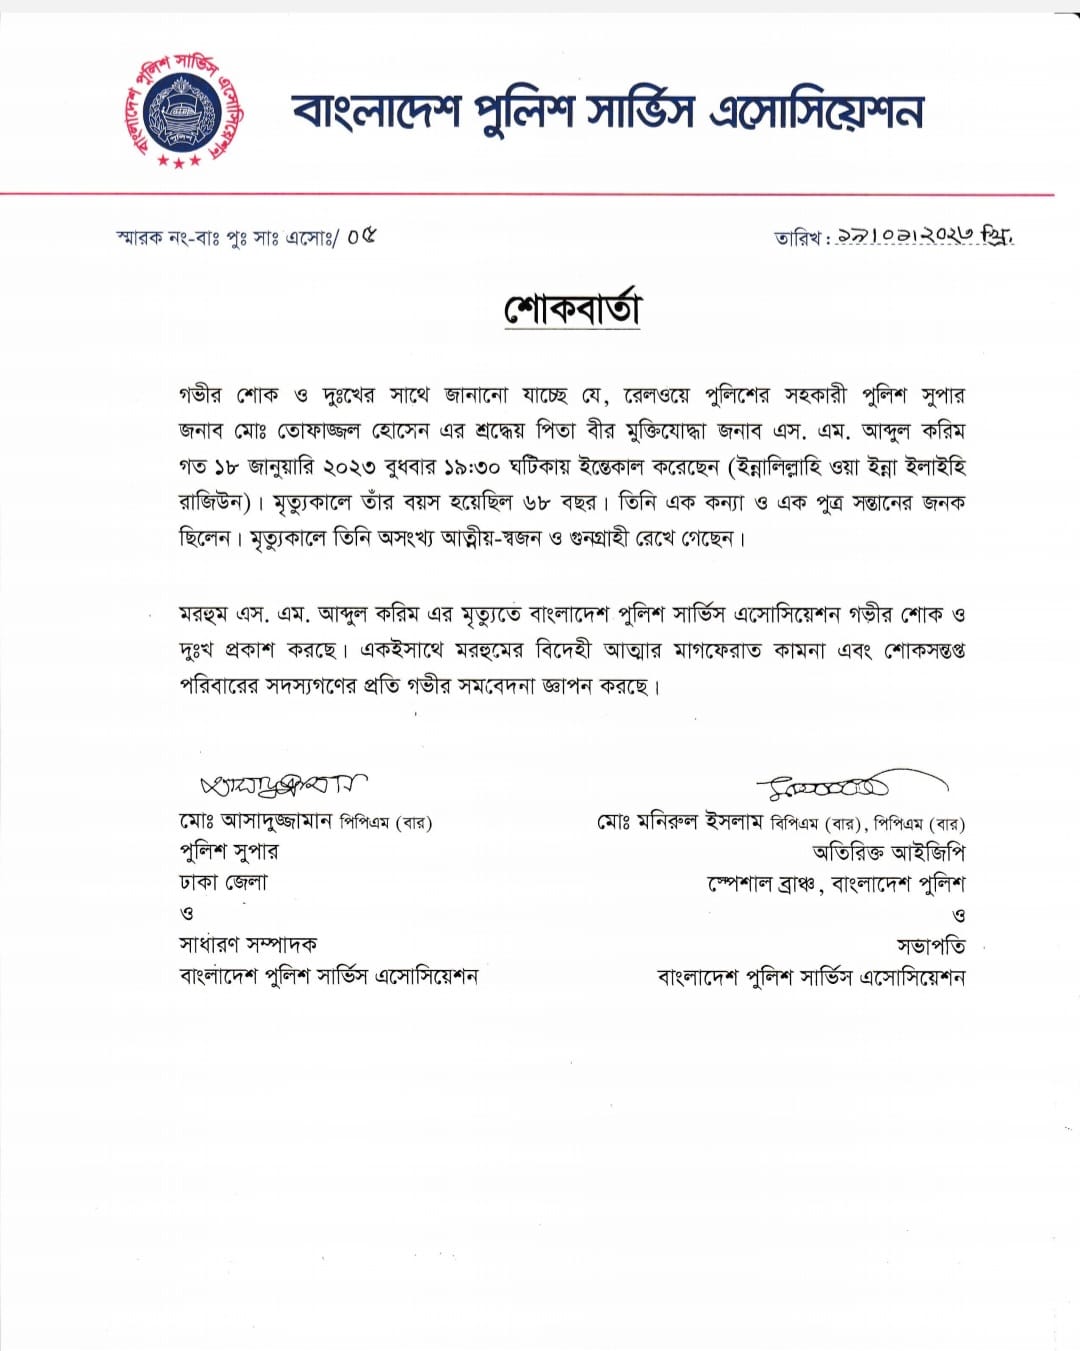 বাংলাদেশ পুলিশ সার্ভিস এসোসিয়েশন
বাংলাদেশ পুলিশ সার্ভিস এসোসিয়েশন
স্মারক নং-বাঃ পুঃ সাঃ এসোঃ/ ০৫
তারিখ : ১৯/০১/২০২৩ খ্রি.
শোকবার্তা
গভীর শোক ও দুঃখের সাথে জানানো যাচ্ছে যে, রেলওয়ে পুলিশের সহকারী পুলিশ সুপার
জনাব মোঃ তোফাজ্জল হোসেন এর শ্রদ্ধেয় পিতা বীর মুক্তিযোদ্ধা জনাব এস. এম. আব্দুল করিম
গত ১৮ জানুয়ারি ২০২৩ বুধবার ১৯:৩০ ঘটিকায় ইন্তেকাল করেছেন (ইন্নালিল্লাহি ওয়া ইন্না ইলাইহি
রাজিউন)। মৃত্যুকালে তাঁর বয়স হয়েছিল ৬৮ বছর। তিনি এক কন্যা ও এক পুত্র সন্তানের জনক
ছিলেন। মৃত্যুকালে তিনি অসংখ্য আত্নীয়-স্বজন ও গুনগ্রাহী রেখে গেছেন।
মরহুম এস. এম. আব্দুল করিম এর মৃত্যুতে বাংলাদেশ পুলিশ সার্ভিস এসোসিয়েশন গভীর শোক ও
দুঃখ প্রকাশ করছে। একইসাথে মরহুমের বিদেহী আত্মার মাগফেরাত কামনা এবং শোকসন্তপ্ত
পরিবারের সদস্যগণের প্রতি গভীর সমবেদনা জ্ঞাপন করছে।
মোঃ আসাদুজ্জামান পিপিএম (বার)
পুলিশ সুপার
ঢাকা জেলা
ও
সাধারণ সম্পাদক
বাংলাদেশ পুলিশ সার্ভিস এসোসিয়েশন
মোঃ মনিরুল ইসলাম বিপিএম (বার), পিপিএম (বার)
অতিরিক্ত আইজিপি
স্পেশাল ব্রাঞ্চ, বাংলাদেশ পুলিশ
ও
সভাপতি
বাংলাদেশ পুলিশ সার্ভিস এসোসিয়েশন